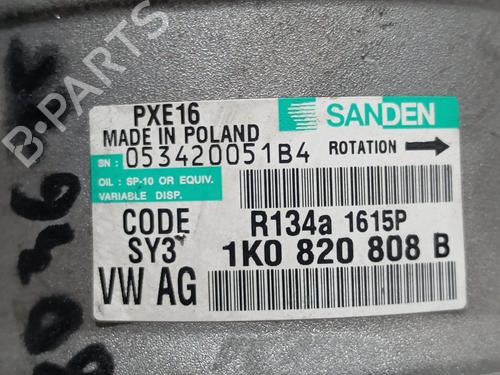 PXE16
MADE IN POLAND
SANDEN
SN : 053420051B4
ROTATION
OIL : SP-10 OR EQUIV.
VARIABLE DISP.
CODE
SY3
R134a 1615P
1K0 820 808 B
VW AG
B-PARTS